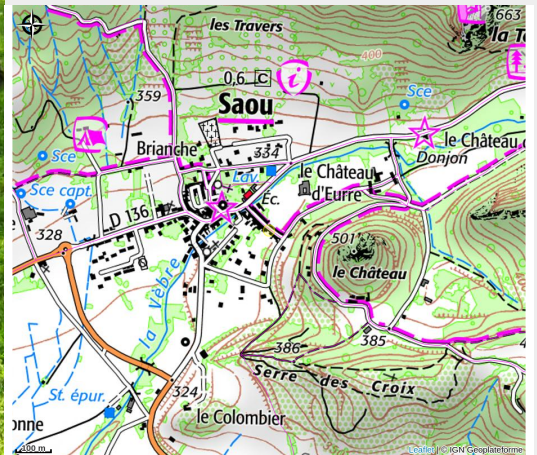 les Travers
663
400
0,6 C
i
359
Saou
Sce
Brianche
334
le Château
Donjon
Sce
Lav.
le Château
d'Eurre
Sce capt.
Éc.
D 136
328
501
la Vèbre
le Château
386
385
Serre des Croix
St. épur.
324
le Colombier
onne
100 m
Leaflet | © IGN Geoplateforme